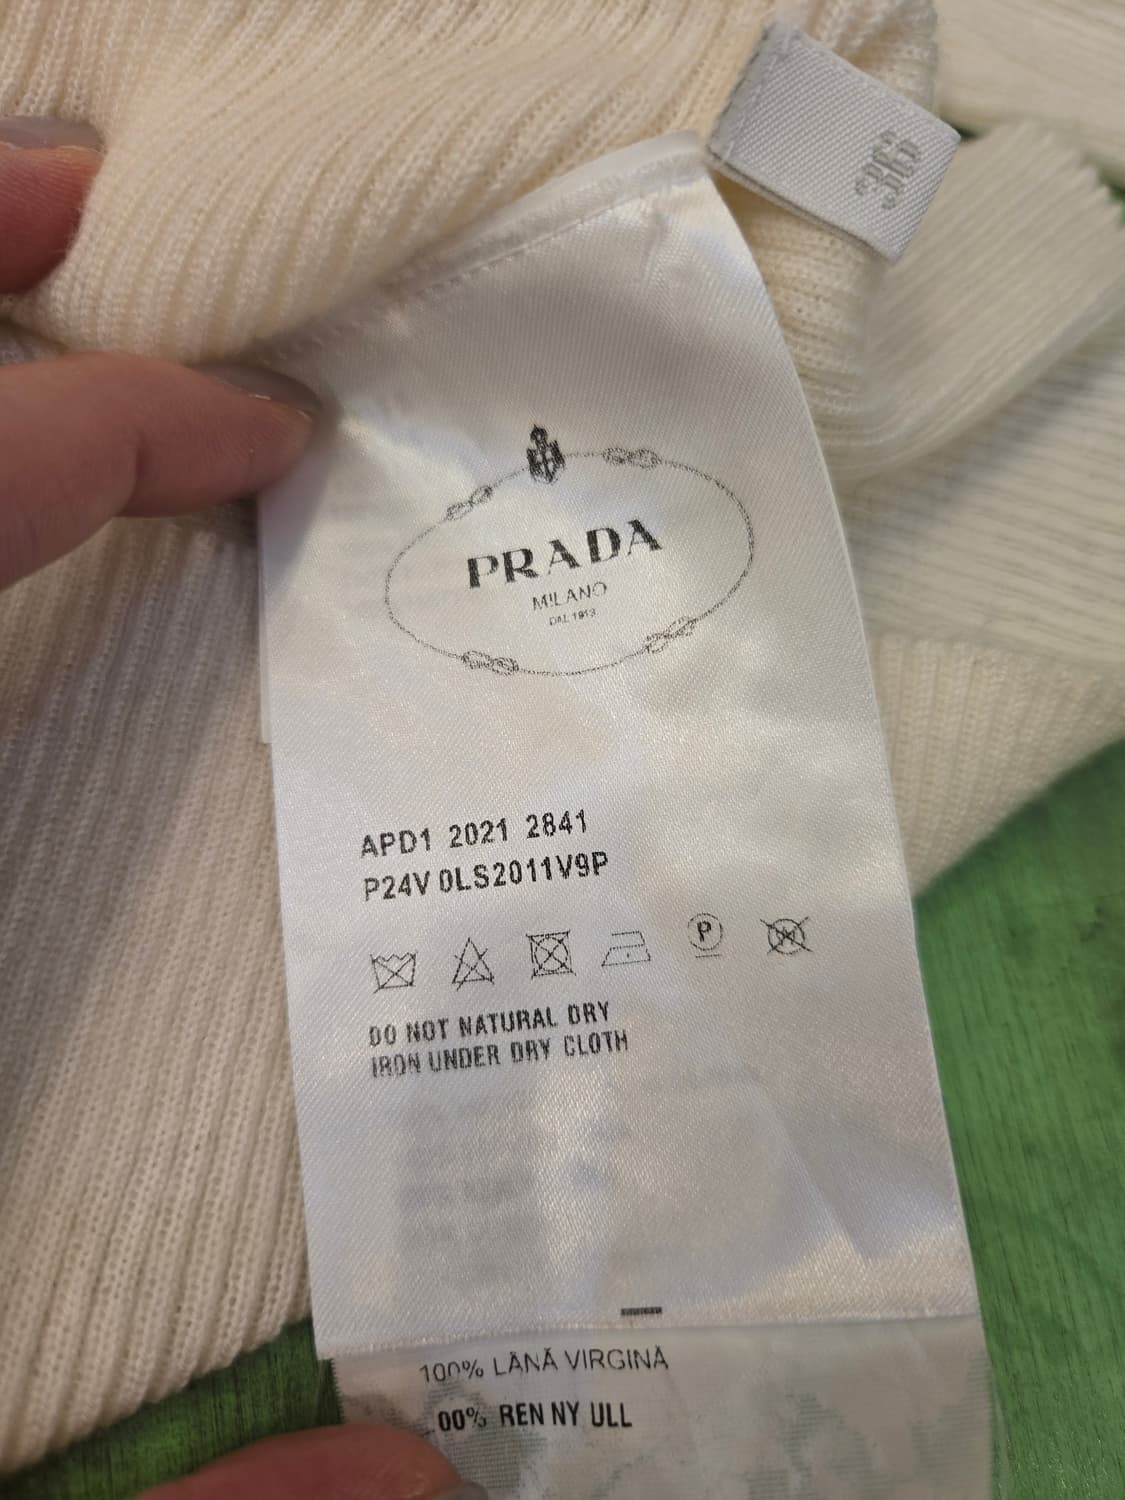 38
PRADA
MILANO
DAL 1913
APD1 2021 2841
P24V 0LS2011V9P
P
DO NOT NATURAL DRY
IRON UNDER DRY CLOTH
100% LÂNĂ VIRGINĂ
00% REN NY ULL